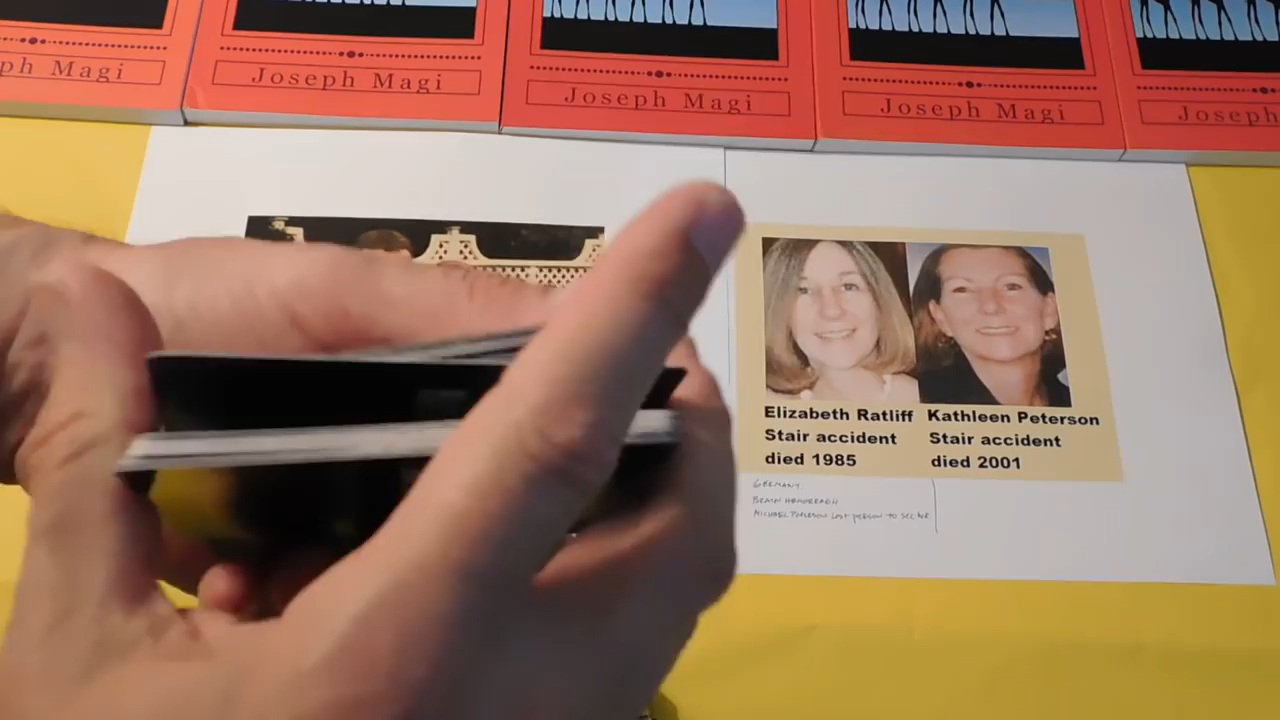 ph Magi
Joseph Magi
Joseph Magi
Joseph Magi
Joseph
Elizabeth Ratliff
Stair accident
died 1985
Kathleen Peterson
Stair accident
died 2001
GERMANY
BRAIN HEMORRAGH
MICHAEL PETERSON LAST PERSON TO SEE HER